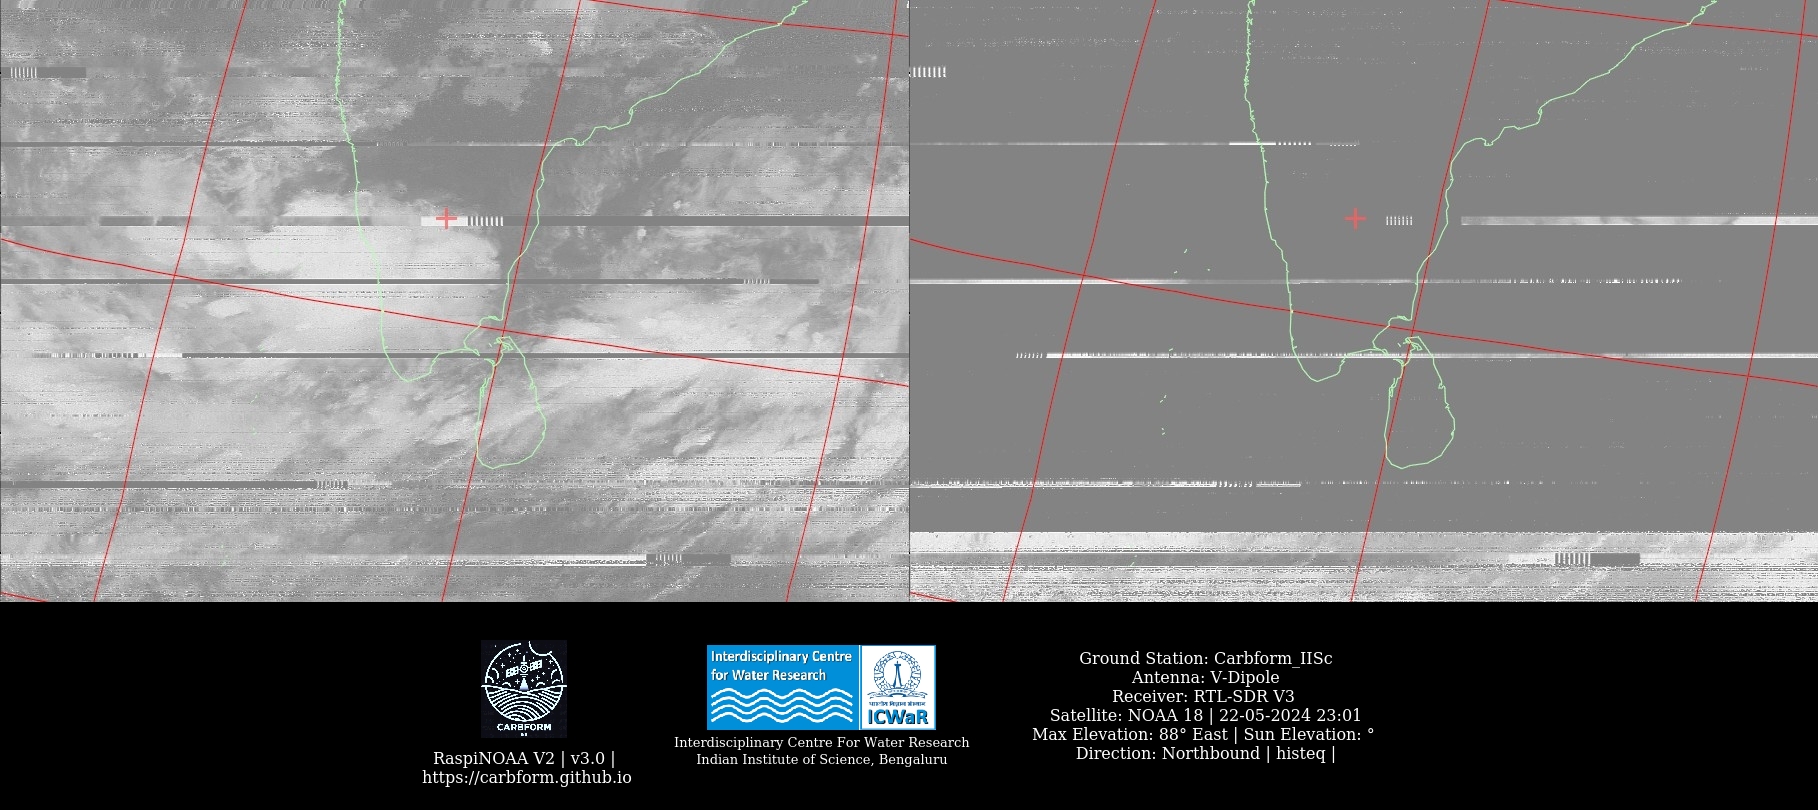 CARBFORM
RaspiNOAA V2 | v3.0 |
https://carbform.github.io
Interdisciplinary Centre
for Water Research
भारतीय विज्ञान संस्थान
ICWaR
Interdisciplinary Centre For Water Research
Indian Institute of Science, Bengaluru
Ground Station: Carbform_IISc
Antenna: V-Dipole
Receiver: RTL-SDR V3
Satellite: NOAA 18 | 22-05-2024 23:01
Max Elevation: 88° East | Sun Elevation: °
Direction: Northbound | histeq |